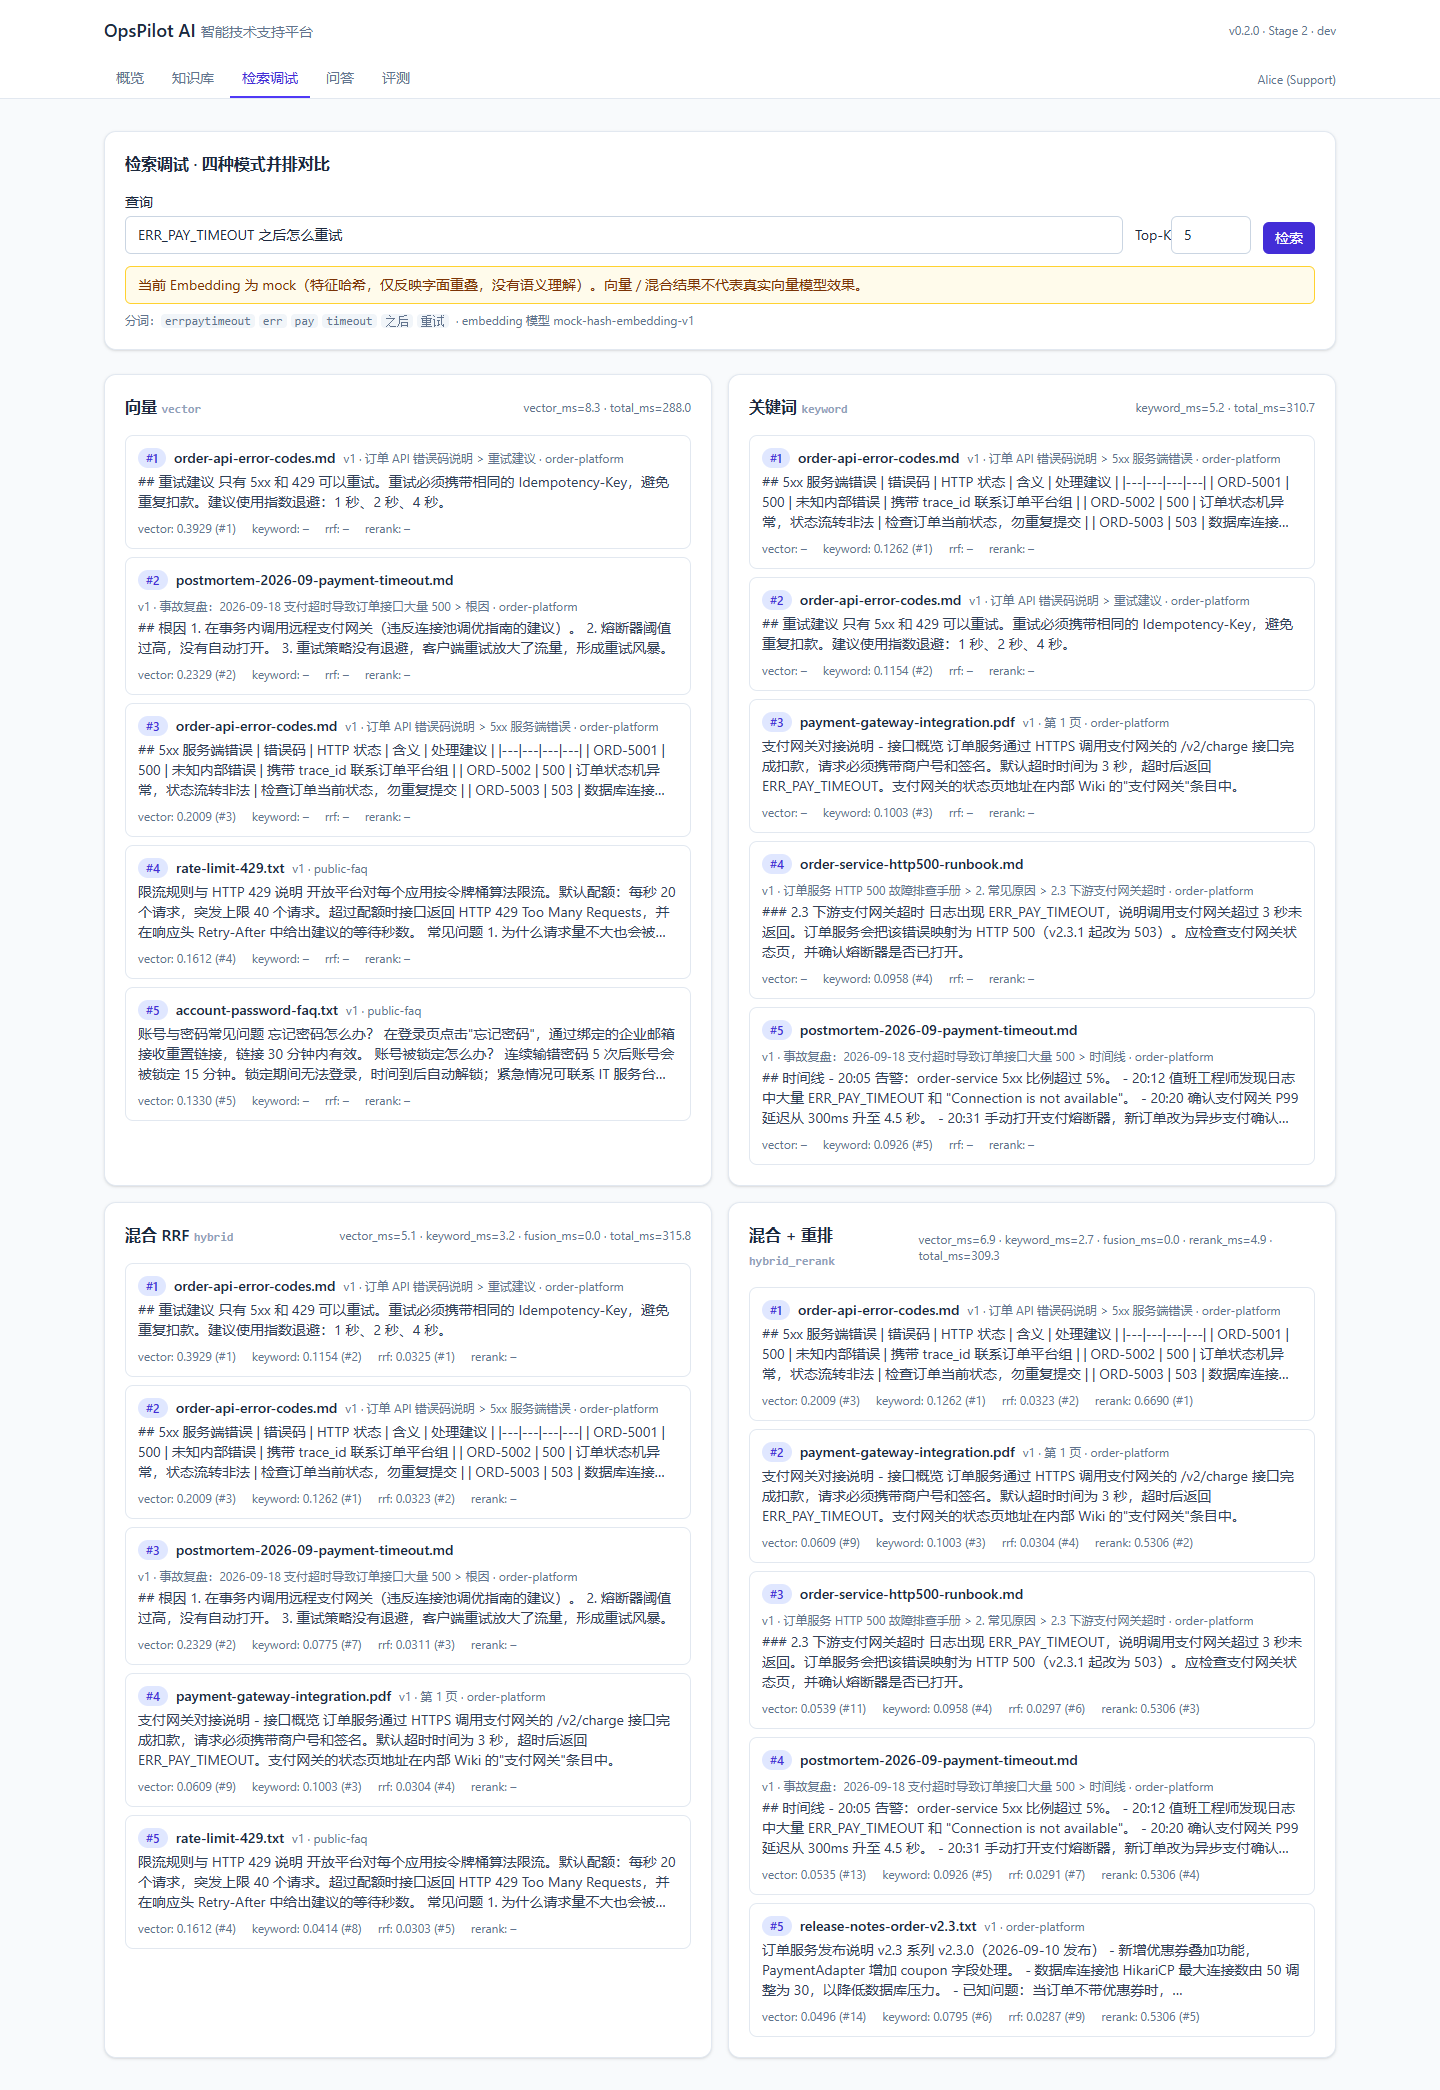 OpsPilot AI 智能技术支持平台
v0.2.0 · Stage 2 · dev
概览 知识库 检索调试 问答 评测
Alice (Support)
检索调试 · 四种模式并排对比
查询
ERR_PAY_TIMEOUT 之后怎么重试
Top-K 5 检索
当前 Embedding 为 mock（特征哈希，仅反映字面重叠，没有语义理解）。向量 / 混合结果不代表真实向量模型效果。
分词： errpaytimeout err pay timeout 之后 重试 · embedding 模型 mock-hash-embedding-v1
向量 vector
vector_ms=8.3 · total_ms=288.0
#1 order-api-error-codes.md v1 · 订单 API 错误码说明 > 重试建议 · order-platform
## 重试建议 只有 5xx 和 429 可以重试。重试必须携带相同的 Idempotency-Key，避免
重复扣款。建议使用指数退避：1 秒、2 秒、4 秒。
vector: 0.3929 (#1) keyword: – rrf: – rerank: –
#2 postmortem-2026-09-payment-timeout.md
v1 · 事故复盘：2026-09-18 支付超时导致订单接口大量 500 > 根因 · order-platform
## 根因 1. 在事务内调用远程支付网关（违反连接池调优指南的建议）。 2. 熔断器阈值
过高，没有自动打开。 3. 重试策略没有退避，客户端重试放大了流量，形成重试风暴。
vector: 0.2329 (#2) keyword: – rrf: – rerank: –
#3 order-api-error-codes.md v1 · 订单 API 错误码说明 > 5xx 服务端错误 · order-platform
## 5xx 服务端错误 | 错误码 | HTTP 状态 | 含义 | 处理建议 | |---|---|---|---| | ORD-5001 |
500 | 未知内部错误 | 携带 trace_id 联系订单平台组 | | ORD-5002 | 500 | 订单状态机异
常，状态流转非法 | 检查订单当前状态，勿重复提交 | | ORD-5003 | 503 | 数据库连接...
vector: 0.2009 (#3) keyword: – rrf: – rerank: –
#4 rate-limit-429.txt v1 · public-faq
限流规则与 HTTP 429 说明 开放平台对每个应用按令牌桶算法限流。默认配额：每秒 20
个请求，突发上限 40 个请求。超过配额时接口返回 HTTP 429 Too Many Requests，并
在响应头 Retry-After 中给出建议的等待秒数。 常见问题 1. 为什么请求量不大也会被...
vector: 0.1612 (#4) keyword: – rrf: – rerank: –
#5 account-password-faq.txt v1 · public-faq
账号与密码常见问题 忘记密码怎么办？ 在登录页点击"忘记密码"，通过绑定的企业邮箱
接收重置链接，链接 30 分钟内有效。 账号被锁定怎么办？ 连续输错密码 5 次后账号会
被锁定 15 分钟。锁定期间无法登录，时间到后自动解锁；紧急情况可联系 IT 服务台...
vector: 0.1330 (#5) keyword: – rrf: – rerank: –
关键词 keyword
keyword_ms=5.2 · total_ms=310.7
#1 order-api-error-codes.md v1 · 订单 API 错误码说明 > 5xx 服务端错误 · order-platform
## 5xx 服务端错误 | 错误码 | HTTP 状态 | 含义 | 处理建议 | |---|---|---|---| | ORD-5001 |
500 | 未知内部错误 | 携带 trace_id 联系订单平台组 | | ORD-5002 | 500 | 订单状态机异
常，状态流转非法 | 检查订单当前状态，勿重复提交 | | ORD-5003 | 503 | 数据库连接...
vector: – keyword: 0.1262 (#1) rrf: – rerank: –
#2 order-api-error-codes.md v1 · 订单 API 错误码说明 > 重试建议 · order-platform
## 重试建议 只有 5xx 和 429 可以重试。重试必须携带相同的 Idempotency-Key，避免
重复扣款。建议使用指数退避：1 秒、2 秒、4 秒。
vector: – keyword: 0.1154 (#2) rrf: – rerank: –
#3 payment-gateway-integration.pdf v1 · 第 1 页 · order-platform
支付网关对接说明 - 接口概览 订单服务通过 HTTPS 调用支付网关的 /v2/charge 接口完
成扣款，请求必须携带商户号和签名。默认超时时间为 3 秒，超时后返回
ERR_PAY_TIMEOUT。支付网关的状态页地址在内部 Wiki 的"支付网关"条目中。
vector: – keyword: 0.1003 (#3) rrf: – rerank: –
#4 order-service-http500-runbook.md
v1 · 订单服务 HTTP 500 故障排查手册 > 2. 常见原因 > 2.3 下游支付网关超时 · order-platform
### 2.3 下游支付网关超时 日志出现 ERR_PAY_TIMEOUT，说明调用支付网关超过 3 秒未
返回。订单服务会把该错误映射为 HTTP 500（v2.3.1 起改为 503）。应检查支付网关状
态页，并确认熔断器是否已打开。
vector: – keyword: 0.0958 (#4) rrf: – rerank: –
#5 postmortem-2026-09-payment-timeout.md
v1 · 事故复盘：2026-09-18 支付超时导致订单接口大量 500 > 时间线 · order-platform
## 时间线 - 20:05 告警：order-service 5xx 比例超过 5%。 - 20:12 值班工程师发现日志
中大量 ERR_PAY_TIMEOUT 和 "Connection is not available"。 - 20:20 确认支付网关 P99
延迟从 300ms 升至 4.5 秒。 - 20:31 手动打开支付熔断器，新订单改为异步支付确认...
vector: – keyword: 0.0926 (#5) rrf: – rerank: –
混合 RRF hybrid
vector_ms=5.1 · keyword_ms=3.2 · fusion_ms=0.0 · total_ms=315.8
#1 order-api-error-codes.md v1 · 订单 API 错误码说明 > 重试建议 · order-platform
## 重试建议 只有 5xx 和 429 可以重试。重试必须携带相同的 Idempotency-Key，避免
重复扣款。建议使用指数退避：1 秒、2 秒、4 秒。
vector: 0.3929 (#1) keyword: 0.1154 (#2) rrf: 0.0325 (#1) rerank: –
#2 order-api-error-codes.md v1 · 订单 API 错误码说明 > 5xx 服务端错误 · order-platform
## 5xx 服务端错误 | 错误码 | HTTP 状态 | 含义 | 处理建议 | |---|---|---|---| | ORD-5001 |
500 | 未知内部错误 | 携带 trace_id 联系订单平台组 | | ORD-5002 | 500 | 订单状态机异
常，状态流转非法 | 检查订单当前状态，勿重复提交 | | ORD-5003 | 503 | 数据库连接...
vector: 0.2009 (#3) keyword: 0.1262 (#1) rrf: 0.0323 (#2) rerank: –
#3 postmortem-2026-09-payment-timeout.md
v1 · 事故复盘：2026-09-18 支付超时导致订单接口大量 500 > 根因 · order-platform
## 根因 1. 在事务内调用远程支付网关（违反连接池调优指南的建议）。 2. 熔断器阈值
过高，没有自动打开。 3. 重试策略没有退避，客户端重试放大了流量，形成重试风暴。
vector: 0.2329 (#2) keyword: 0.0775 (#7) rrf: 0.0311 (#3) rerank: –
#4 payment-gateway-integration.pdf v1 · 第 1 页 · order-platform
支付网关对接说明 - 接口概览 订单服务通过 HTTPS 调用支付网关的 /v2/charge 接口完
成扣款，请求必须携带商户号和签名。默认超时时间为 3 秒，超时后返回
ERR_PAY_TIMEOUT。支付网关的状态页地址在内部 Wiki 的"支付网关"条目中。
vector: 0.0609 (#9) keyword: 0.1003 (#3) rrf: 0.0304 (#4) rerank: –
#5 rate-limit-429.txt v1 · public-faq
限流规则与 HTTP 429 说明 开放平台对每个应用按令牌桶算法限流。默认配额：每秒 20
个请求，突发上限 40 个请求。超过配额时接口返回 HTTP 429 Too Many Requests，并
在响应头 Retry-After 中给出建议的等待秒数。 常见问题 1. 为什么请求量不大也会被...
vector: 0.1612 (#4) keyword: 0.0414 (#8) rrf: 0.0303 (#5) rerank: –
混合 + 重排
hybrid_rerank
vector_ms=6.9 · keyword_ms=2.7 · fusion_ms=0.0 · rerank_ms=4.9 ·
total_ms=309.3
#1 order-api-error-codes.md v1 · 订单 API 错误码说明 > 5xx 服务端错误 · order-platform
## 5xx 服务端错误 | 错误码 | HTTP 状态 | 含义 | 处理建议 | |---|---|---|---| | ORD-5001 |
500 | 未知内部错误 | 携带 trace_id 联系订单平台组 | | ORD-5002 | 500 | 订单状态机异
常，状态流转非法 | 检查订单当前状态，勿重复提交 | | ORD-5003 | 503 | 数据库连接...
vector: 0.2009 (#3) keyword: 0.1262 (#1) rrf: 0.0323 (#2) rerank: 0.6690 (#1)
#2 payment-gateway-integration.pdf v1 · 第 1 页 · order-platform
支付网关对接说明 - 接口概览 订单服务通过 HTTPS 调用支付网关的 /v2/charge 接口完
成扣款，请求必须携带商户号和签名。默认超时时间为 3 秒，超时后返回
ERR_PAY_TIMEOUT。支付网关的状态页地址在内部 Wiki 的"支付网关"条目中。
vector: 0.0609 (#9) keyword: 0.1003 (#3) rrf: 0.0304 (#4) rerank: 0.5306 (#2)
#3 order-service-http500-runbook.md
v1 · 订单服务 HTTP 500 故障排查手册 > 2. 常见原因 > 2.3 下游支付网关超时 · order-platform
### 2.3 下游支付网关超时 日志出现 ERR_PAY_TIMEOUT，说明调用支付网关超过 3 秒未
返回。订单服务会把该错误映射为 HTTP 500（v2.3.1 起改为 503）。应检查支付网关状
态页，并确认熔断器是否已打开。
vector: 0.0539 (#11) keyword: 0.0958 (#4) rrf: 0.0297 (#6) rerank: 0.5306 (#3)
#4 postmortem-2026-09-payment-timeout.md
v1 · 事故复盘：2026-09-18 支付超时导致订单接口大量 500 > 时间线 · order-platform
## 时间线 - 20:05 告警：order-service 5xx 比例超过 5%。 - 20:12 值班工程师发现日志
中大量 ERR_PAY_TIMEOUT 和 "Connection is not available"。 - 20:20 确认支付网关 P99
延迟从 300ms 升至 4.5 秒。 - 20:31 手动打开支付熔断器，新订单改为异步支付确认...
vector: 0.0535 (#13) keyword: 0.0926 (#5) rrf: 0.0291 (#7) rerank: 0.5306 (#4)
#5 release-notes-order-v2.3.txt v1 · order-platform
订单服务发布说明 v2.3 系列 v2.3.0（2026-09-10 发布） - 新增优惠券叠加功能，
PaymentAdapter 增加 coupon 字段处理。 - 数据库连接池 HikariCP 最大连接数由 50 调
整为 30，以降低数据库压力。 - 已知问题：当订单不带优惠券时，...
vector: 0.0496 (#14) keyword: 0.0795 (#6) rrf: 0.0287 (#9) rerank: 0.5306 (#5)